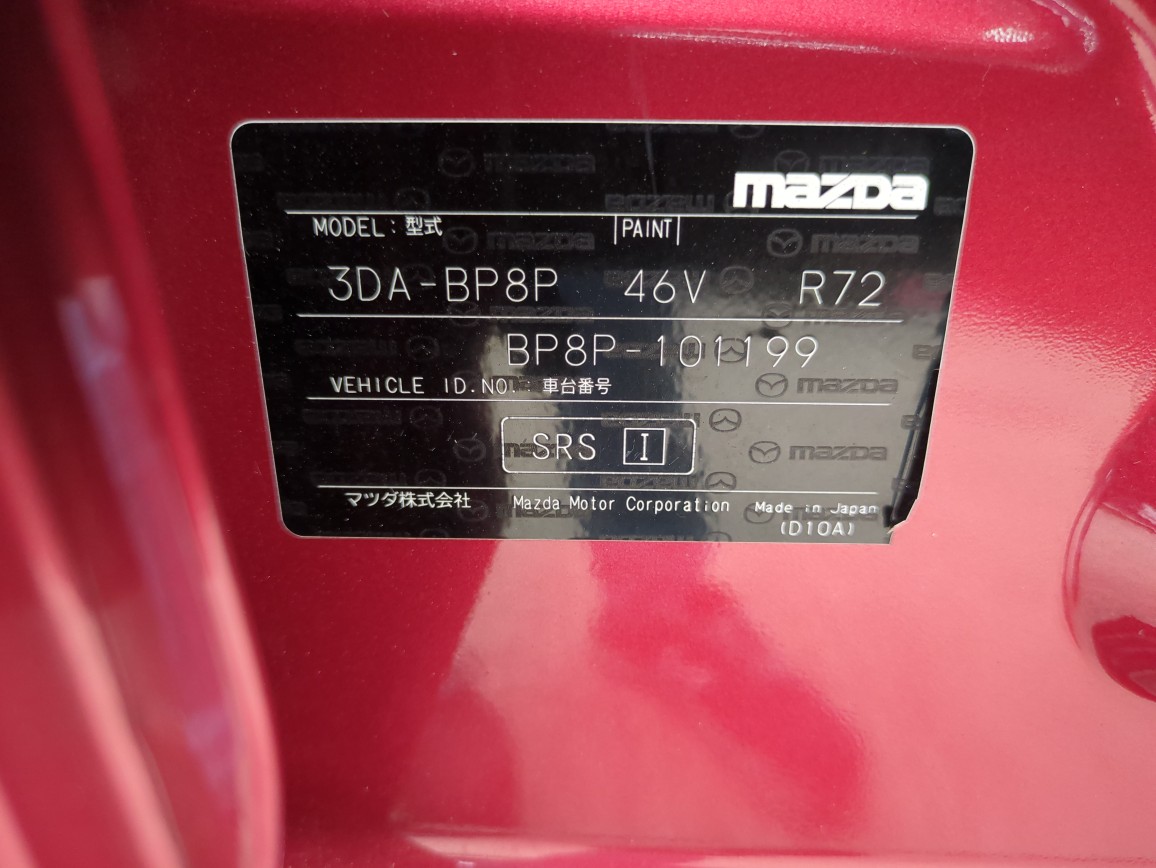 mazda
MODEL : 型式 PAINT
3DA-BP8P 46V R72
BP8P-101199
VEHICLE ID.NO. 車台番号
SRS I
マツダ株式会社 Mazda Motor Corporation Made in Japan
(D10A)